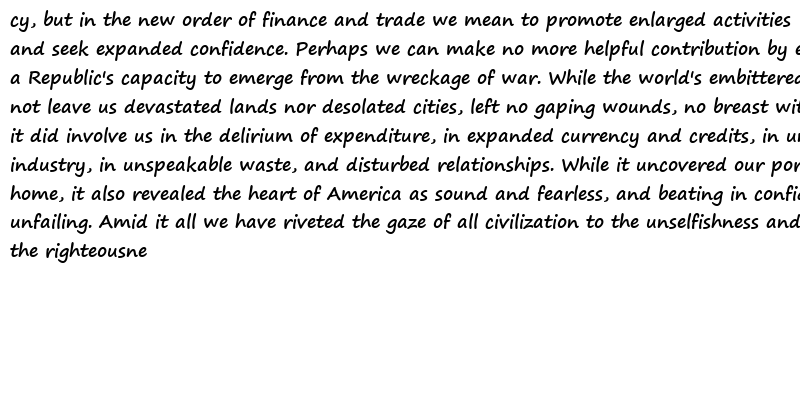 cy, but in the new order of finance and trade we mean to promote enlarged activities
and seek expanded confidence. Perhaps we can make no more helpful contribution by
a Republic's capacity to emerge from the wreckage of war. While the world's embittered
not leave us devastated lands nor desolated cities, left no gaping wounds, no breast
it did involve us in the delirium of expenditure, in expanded currency and credits, in
industry, in unspeakable waste, and disturbed relationships. While it uncovered our
home, it also revealed the heart of America as sound and fearless, and beating in
unfailing. Amid it all we have riveted the gaze of all civilization to the unselfishness and
the righteousne